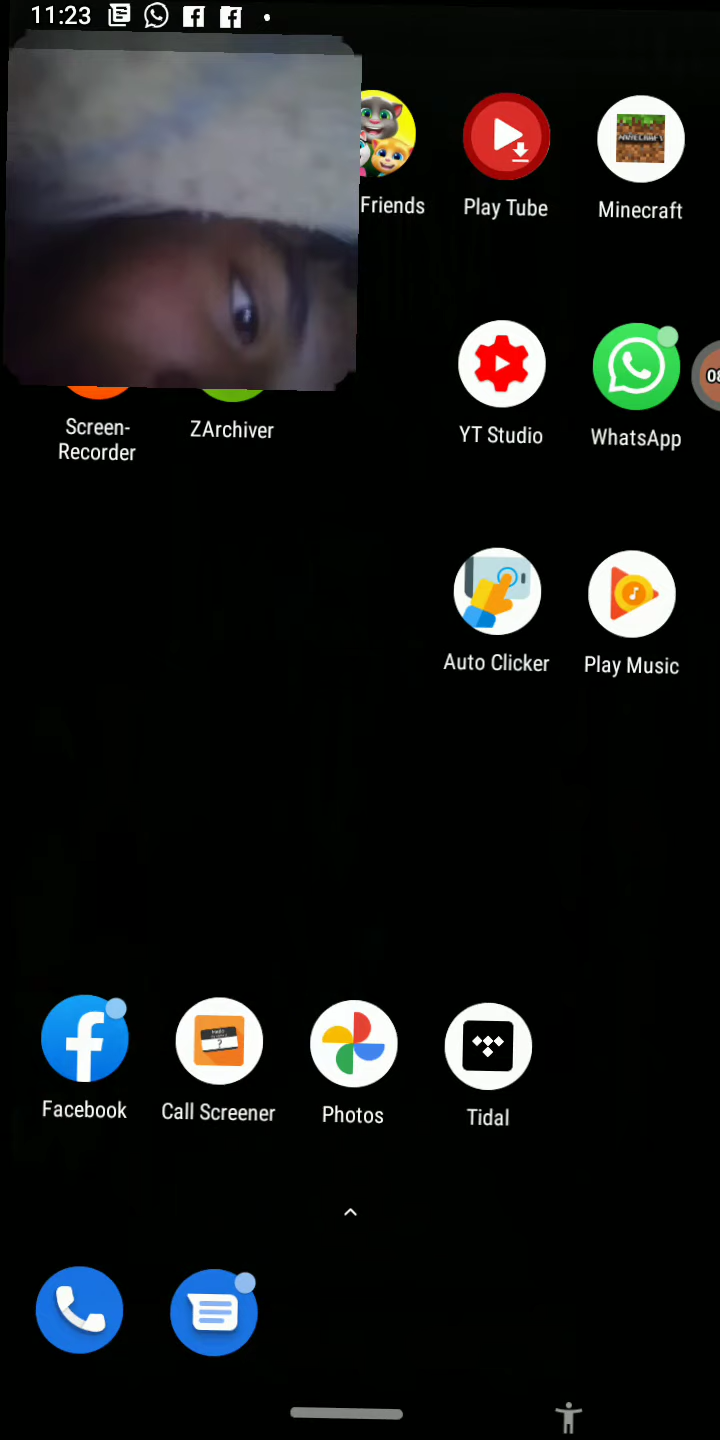 11:23
Friends
Play Tube
Minecraft
YT Studio
WhatsApp
08
Screen-
Recorder
ZArchiver
Auto Clicker
Play Music
Facebook
Call Screener
Photos
Tidal